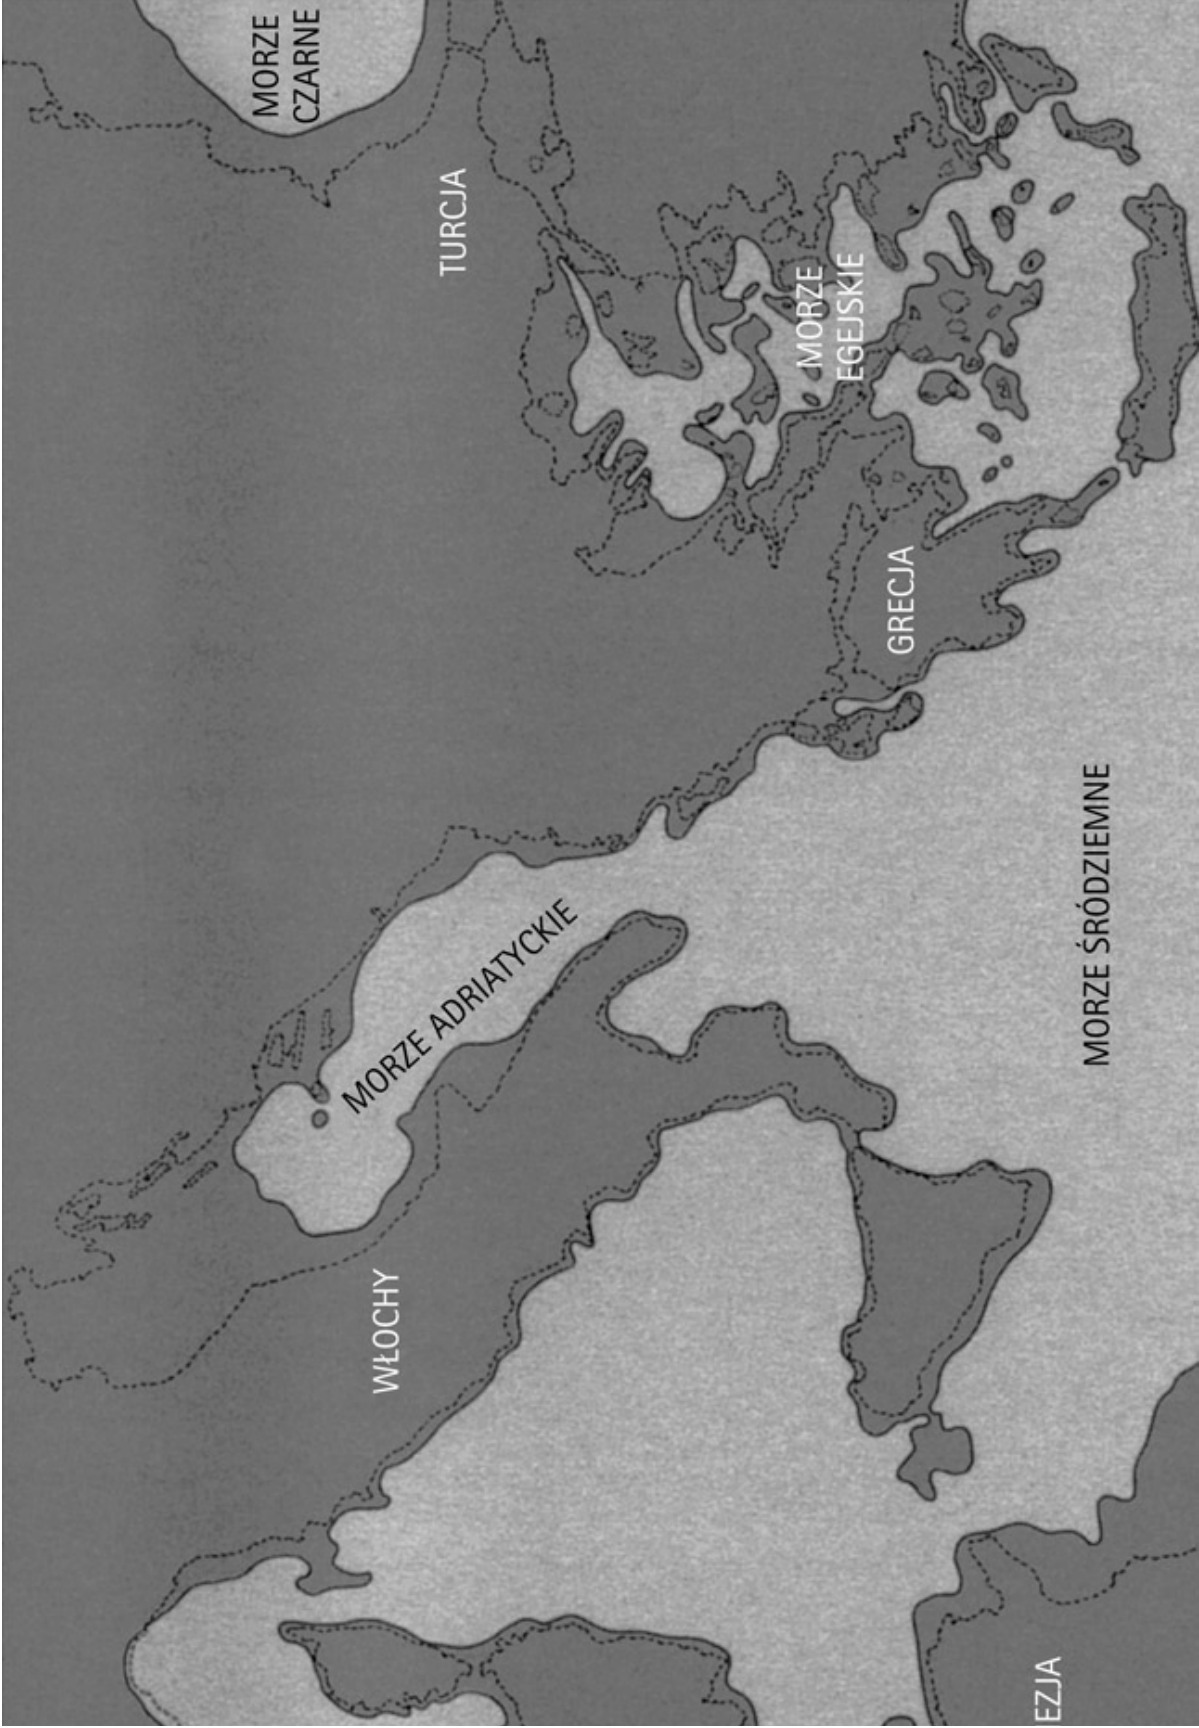 MORZE
CZARNE
TURCJA
MORZE
EGEJSKIE
GRECJA
MORZE ADRIATYCKIE
MORZE ŚRÓDZIEMNE
WŁOCHY
EZJA